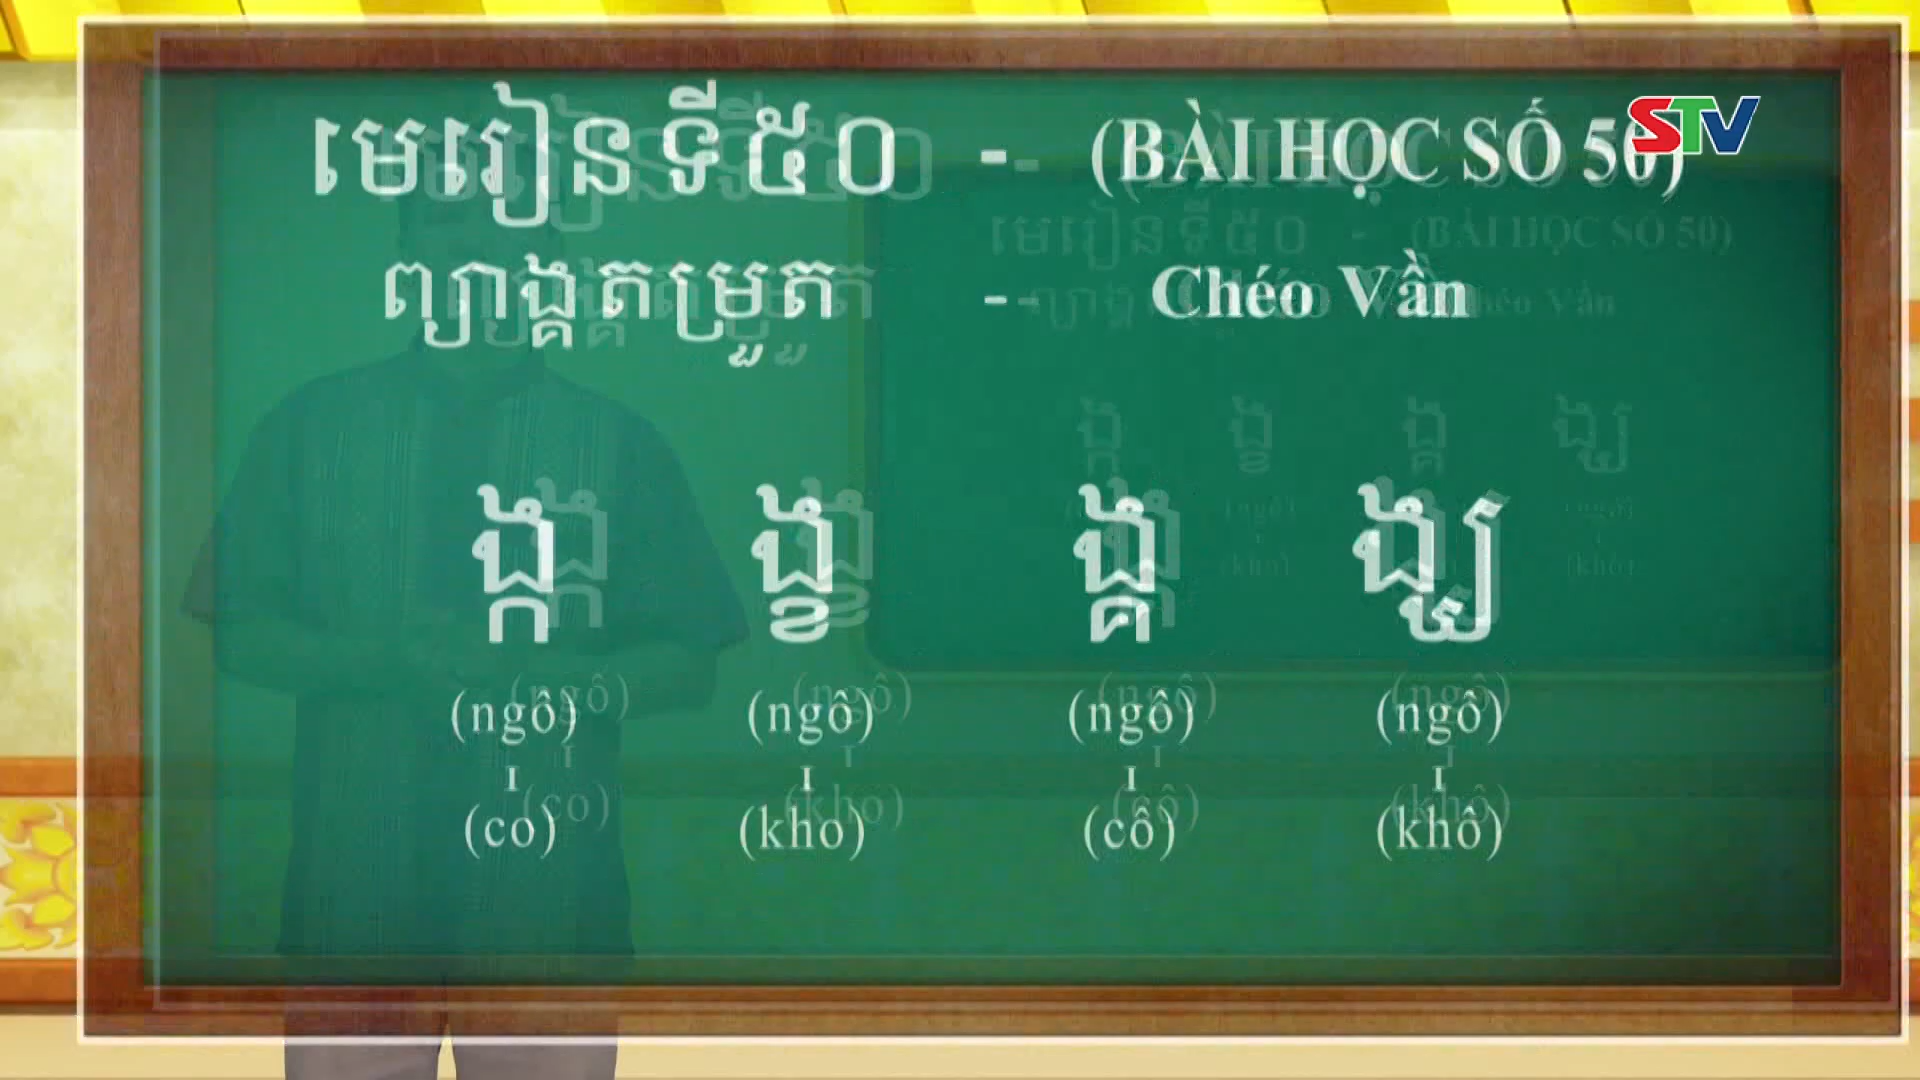 STV
មេរៀនទី៥០ - (BÀI HỌC SỐ 50)
ព្យាង្គតម្រួត - Chéo Vần
ង្ក ង្ខ ង្គ ង្ឃ
(ngô) (ngô) (ngô) (ngô)
(co) (kho) (cô) (khô)